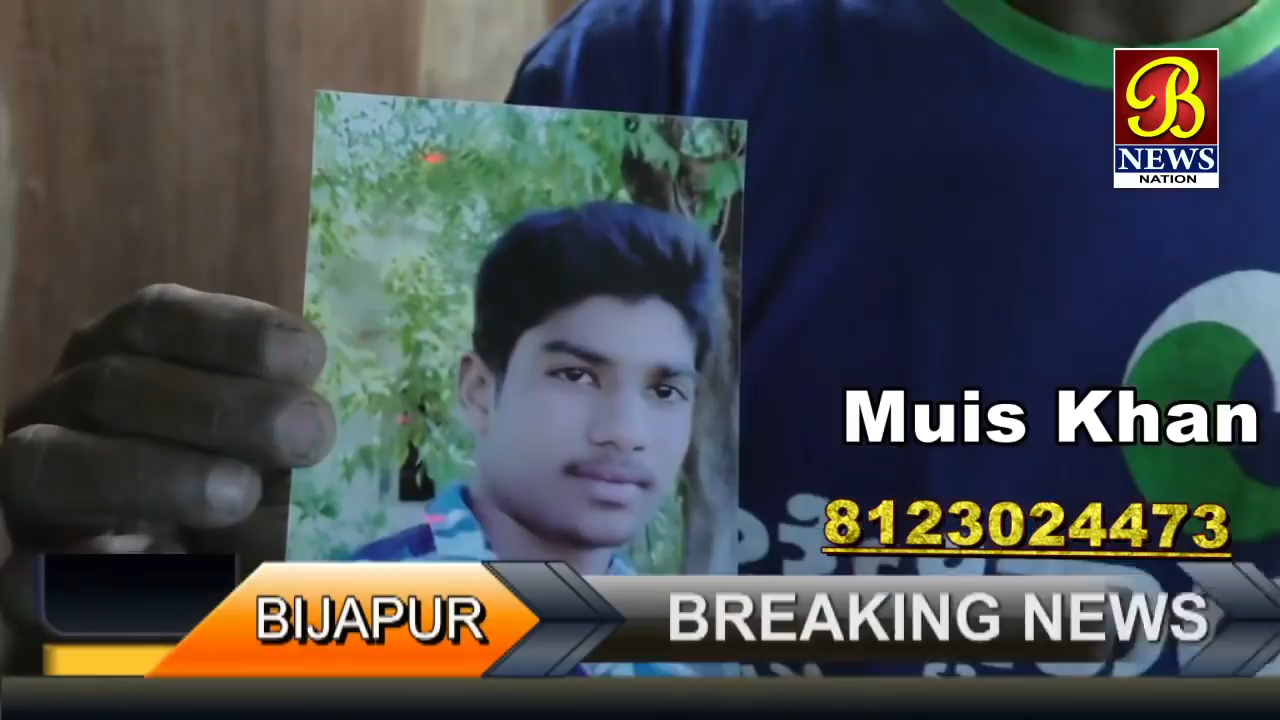 B
NEWS
NATION
Muis Khan
8123024473
BIJAPUR
BREAKING NEWS